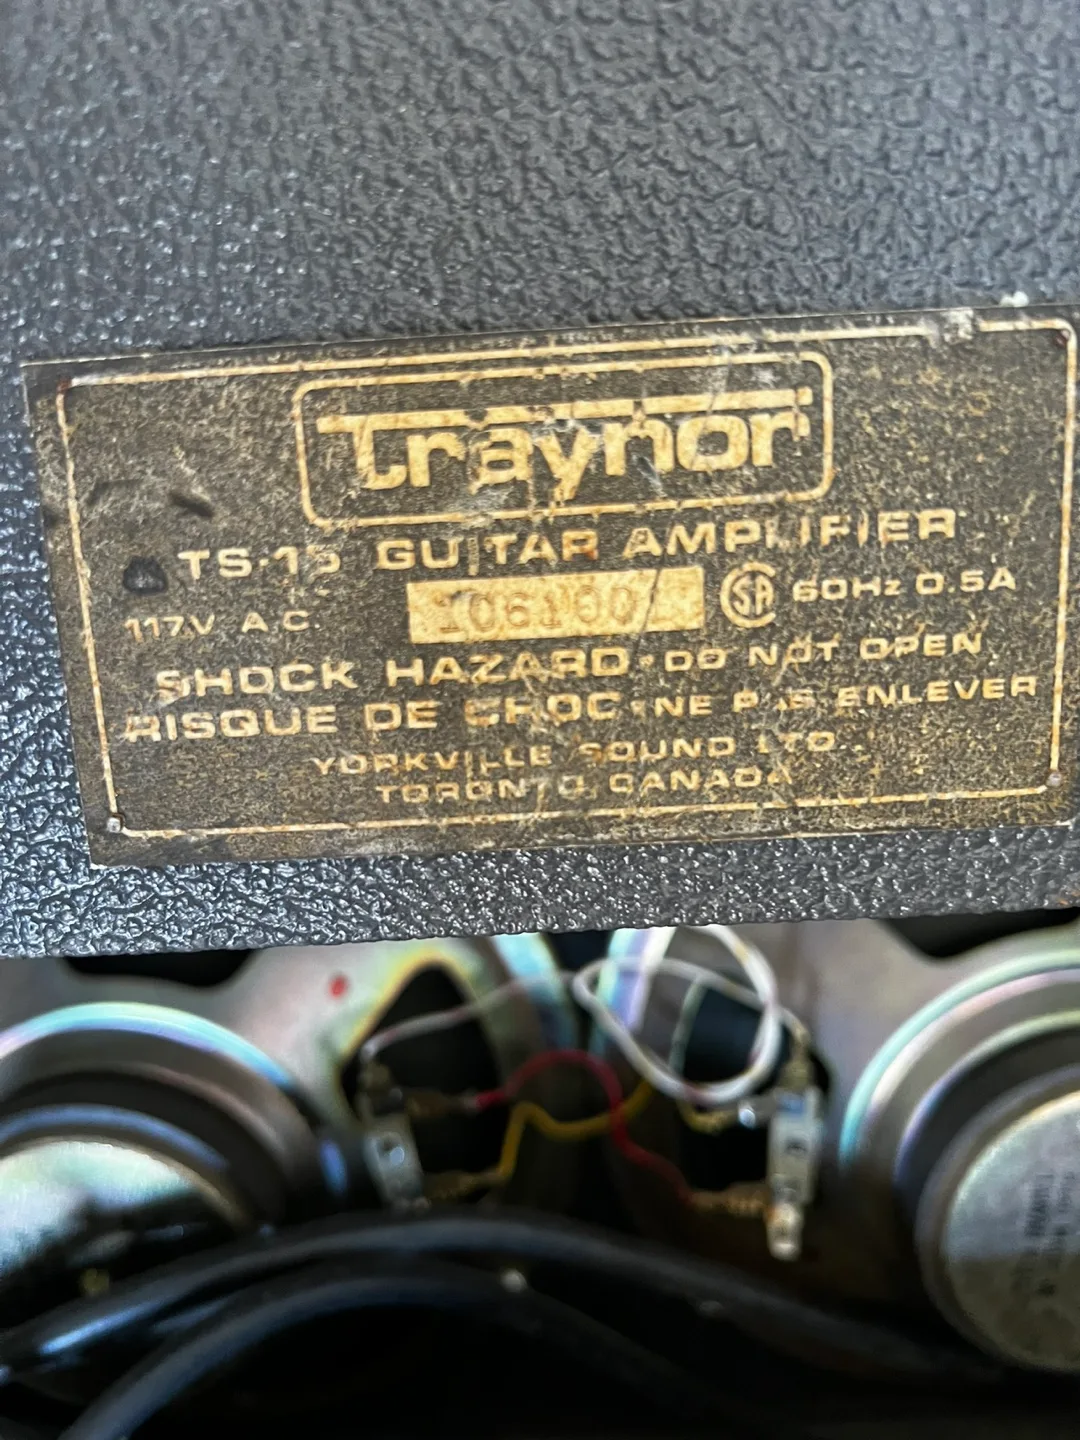 Traynor
TS-15 GUITAR AMPLIFIER
117V A.C. SA 60Hz 0.5A
SHOCK HAZARD•DO NOT OPEN
RISQUE DE CHOC•NE PAS ENLEVER
YORKVILLE SOUND LTD.
TORONTO, CANADA